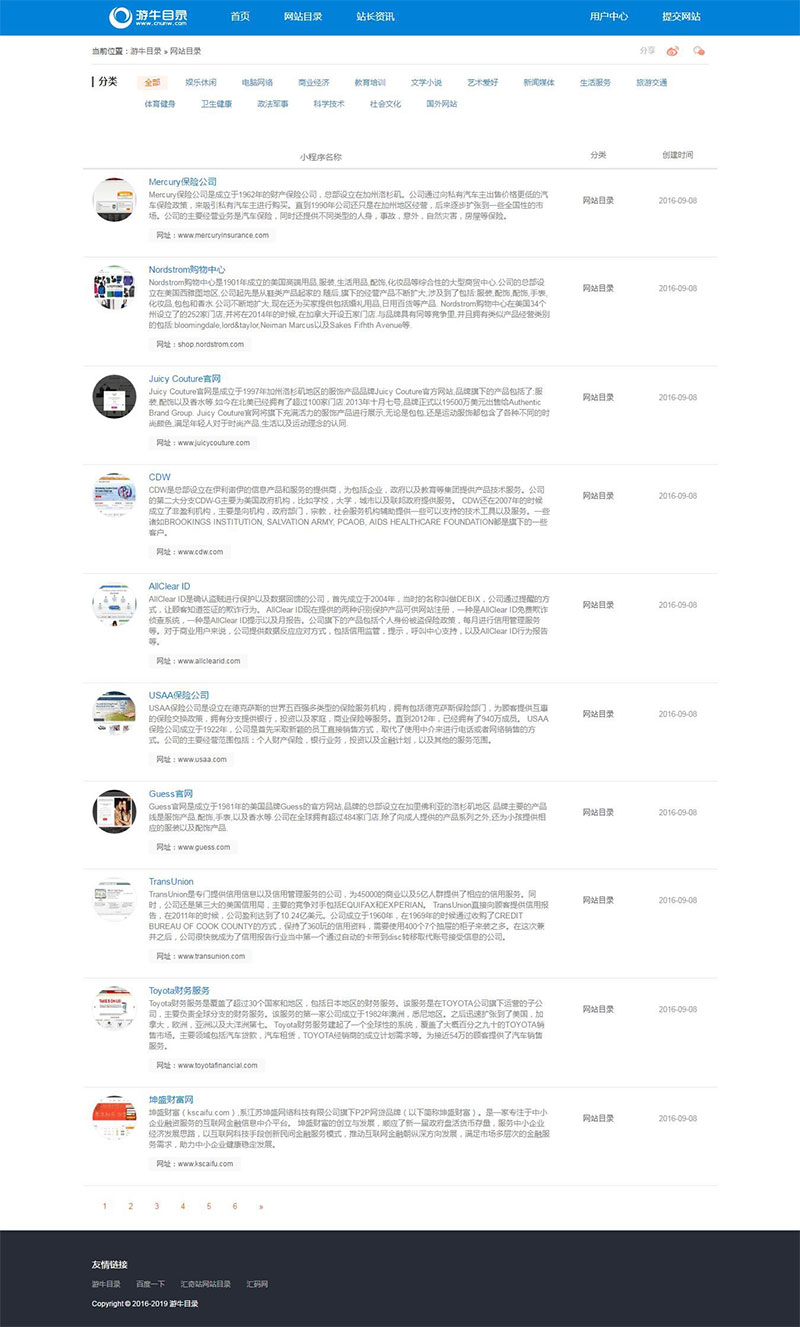 游牛目录 首页 网站目录 站长资讯 用户中心 提交网站
www.cnuniw.com
当前位置：游牛目录 » 网站目录 分享
分类 全部 娱乐休闲 电脑网络 商业经济 教育培训 文学小说 艺术爱好 新闻媒体 生活服务 旅游交通
体育健身 卫生健康 政法军事 科学技术 社会文化 国外网站
小程序名称 分类 创建时间
Mercury保险公司
Mercury保险公司是成立于1962年的财产保险公司，总部设立在加州洛杉矶。公司通过向私有汽车主出售价格更低的汽
车保险政策，来吸引私有汽车主进行购买。直到1990年公司还只是在加州地区经营，后来逐步扩张到一些全国性的市
场。公司的主要经营业务是汽车保险，同时还提供不同类型的人身，事故，意外，自然灾害，房屋等保险。
网站目录 2016-09-08
网址：www.mercuryinsurance.com
Nordstrom购物中心
Nordstrom购物中心是1901年成立的美国高端用品,服装,生活用品,配饰,化妆品等综合性的大型商贸中心.公司的总部设
立在美国西雅图地区,公司起先是从鞋类产品起家的.随后,旗下的经营产品不断扩大,涉及到了包括:服装,配饰,配饰,手表,
化妆品,包包和香水.公司不断地扩大,现在还为买家提供包括婚礼用品,日用百货等产品. Nordstrom购物中心在美国34个
州设立了的252家门店,并将在2014年的时候,在加拿大开设五家门店.与品牌具有同等竞争里,并且拥有类似产品经营类别
的包括:bloomingdale,lord&taylor,Neiman Marcus以及Sakes Fifhth Avenue等.
网站目录 2016-09-08
网址：shop.nordstrom.com
Juicy Couture官网
Juicy Couture官网是成立于1997年加州洛杉矶地区的服饰产品品牌Juicy Couture官方网站,品牌旗下的产品包括了:服
装,配饰以及香水等.如今在北美已经拥有了超过100家门店.2013年十月七号,品牌正式以19500万美元出售给Authentic
Brand Group. Juicy Couture官网将旗下充满活力的服饰产品进行展示,无论是包包,还是运动服饰都包含了各种不同的时
尚颜色,满足年轻人对于时尚产品,生活以及运动理念的认同.
网站目录 2016-09-08
网址：www.juicycouture.com
CDW
CDW是总部设立在伊利诺伊的信息产品和服务的提供商，为包括企业，政府以及教育等集团提供产品技术服务。公司
的第二大分支CDW-G主要为美国政府机构，比如学校，大学，城市以及联邦政府提供服务。 CDW还在2007年的时候
成立了非盈利机构，主要是向机构，政府部门，宗教，社会服务机构辅助提供一些可以支持的技术工具以及服务。一些
诸如BROOKINGS INSTITUTION, SALVATION ARMY, PCAOB, AIDS HEALTHCARE FOUNDATION都是旗下的一些
客户。
网站目录 2016-09-08
网址：www.cdw.com
AllClear ID
AllClear ID是确认盗贼进行保护以及数据回馈的公司，首先成立于2004年，当时的名称叫做DEBIX，公司通过提醒的方
式，让顾客知道签证的欺诈行为。 AllClear ID现在提供的两种识别保护产品可供网站注册，一种是AllClear ID免费欺诈
侦查系统，一种是AllClear ID提示以及月报告。公司旗下的产品包括个人身份被盗保险政策，每月进行信用管理服务
等。对于商业用户来说，公司提供数据反应应对方式，包括信用监管，提示，呼叫中心支持，以及AllClear ID行为报告
等。
网站目录 2016-09-08
网址：www.allclearid.com
USAA保险公司
USAA保险公司是设立在德克萨斯的世界五百强多类型的保险服务机构，拥有包括德克萨斯保险部门，为顾客提供互事
的保险交换政策，拥有分支提供银行，投资以及家庭，商业保险等服务。直到2012年，已经拥有了940万成员。 USAA
保险公司成立于1922年，公司是首先采取新颖的员工直接销售方式，取代了使用中介来进行电话或者网络销售的方
式。公司的主要经营范围包括：个人财产保险，银行业务，投资以及金融计划，以及其他的服务范围。
网站目录 2016-09-08
网址：www.usaa.com
Guess官网
Guess官网是成立于1981年的美国品牌Guess的官方网站,品牌的总部设立在加里佛利亚的洛杉矶地区.品牌主要的产品
线是服饰产品,配饰,手表,以及香水等.公司在全球拥有超过484家门店,除了向成人提供的产品系列之外,还为小孩提供相
应的服装以及配饰产品.
网站目录 2016-09-08
网址：www.guess.com
TransUnion
TransUnion是专门提供信用信息以及信用管理服务的公司，为45000的商业以及5亿人群提供了相应的信用服务。同
时，公司还是第三大的美国信用局，主要的竞争对手包括EQUIFAX和EXPERIAN。 TransUnion直接向顾客提供信用报
告，在2011年的时候，公司盈利达到了10.24亿美元。公司成立于1960年，在1969年的时候通过收购了CREDIT
BUREAU OF COOK COUNTY的方式，保持了360玩的信用资料，需要使用400个7个抽屉的柜子来装之多。在这次兼
并之后，公司很快就成为了信用报告行业当中第一个通过自动的卡带到disc转移取代账号接受信息的公司。
网站目录 2016-09-08
网址：www.transunion.com
Toyota财务服务
Toyota财务服务是覆盖了超过30个国家和地区，包括日本地区的财务服务。该服务是在TOYOTA公司旗下运营的子公
司，主要负责全球分支的财务服务。该服务的第一家公司成立于1982年澳洲，悉尼地区。之后迅速扩张到了美国，加
拿大，欧洲，亚洲以及大洋洲第七。 Toyota财务服务建起了一个全球性的系统，覆盖了大概百分之九十的TOYOTA销
售市场。主要领域包括汽车贷款，汽车租赁，TOYOTA经销商的成立计划需求等。为接近54万的顾客提供了汽车销售
服务。
网站目录 2016-09-08
网址：www.toyotafinancial.com
坤盛财富网
坤盛财富（kscaifu.com）,系江苏坤盛网络科技有限公司旗下P2P网贷品牌（以下简称坤盛财富）。是一家专注于中小
企业融资服务的互联网金融信息中介平台。 坤盛财富的创立与发展，顺应了新一届政府盘活货币存量，服务中小企业
经济发展思路，以互联网科技手段创新民间金融服务模式，推动互联网金融朝纵深方向发展，满足市场多层次的金融服
务需求，助力中小企业健康稳定发展。
网站目录 2016-09-08
网址：www.kscaifu.com
1 2 3 4 5 6 »
友情链接
游牛目录 百度一下 汇奇站网站目录 汇码网
Copyright © 2016-2019 游牛目录